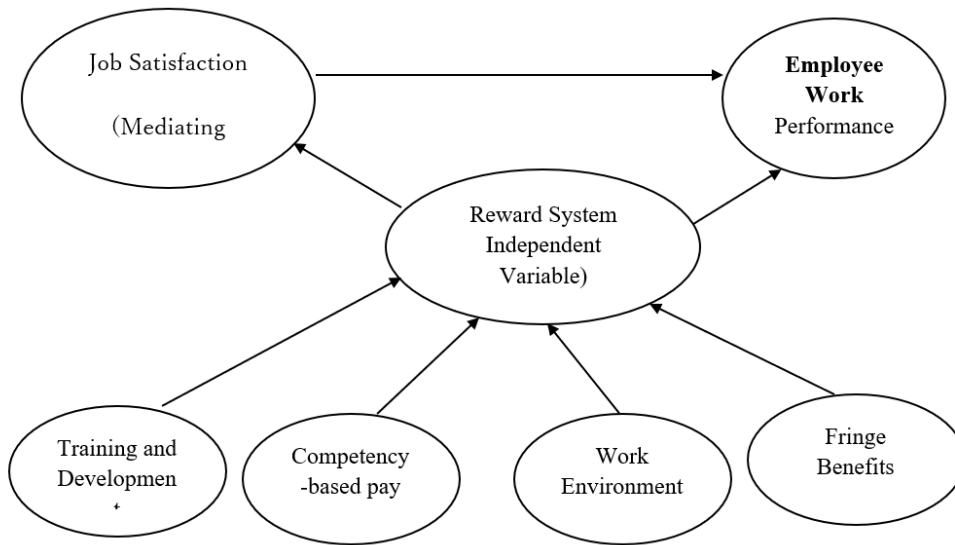 Job Satisfaction
(Mediating
Employee
Work
Performance
Reward System
Independent
Variable)
Training and
Developmen
Competency
-based pay
Work
Environment
Fringe
Benefits